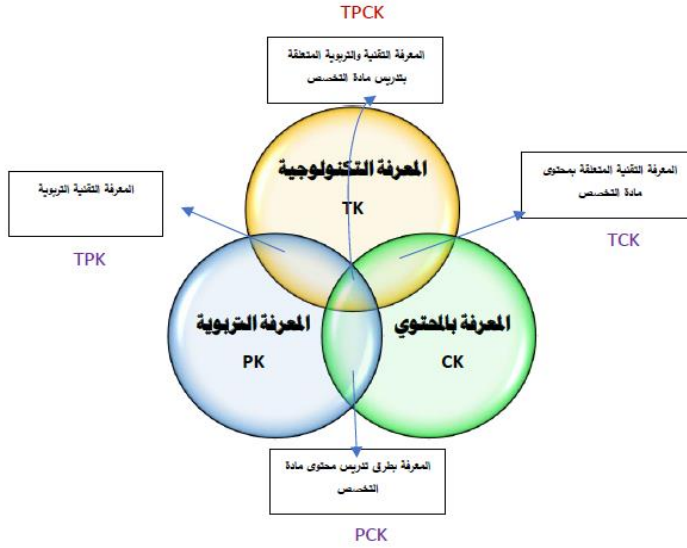 TPCK
المعرفة التقنية والتربوية المتعلقة
بتدريس مادة التخصص
المعرفة التكنولوجية
TK
المعرفة التقنية المتعلقة بمحتوى
مادة التخصص
TCK
المعرفة التقنية التربوية
TPK
المعرفة بالمحتوي
CK
المعرفة التربوية
PK
المعرفة بطرق تدريس محتوى مادة
التخصص
PCK